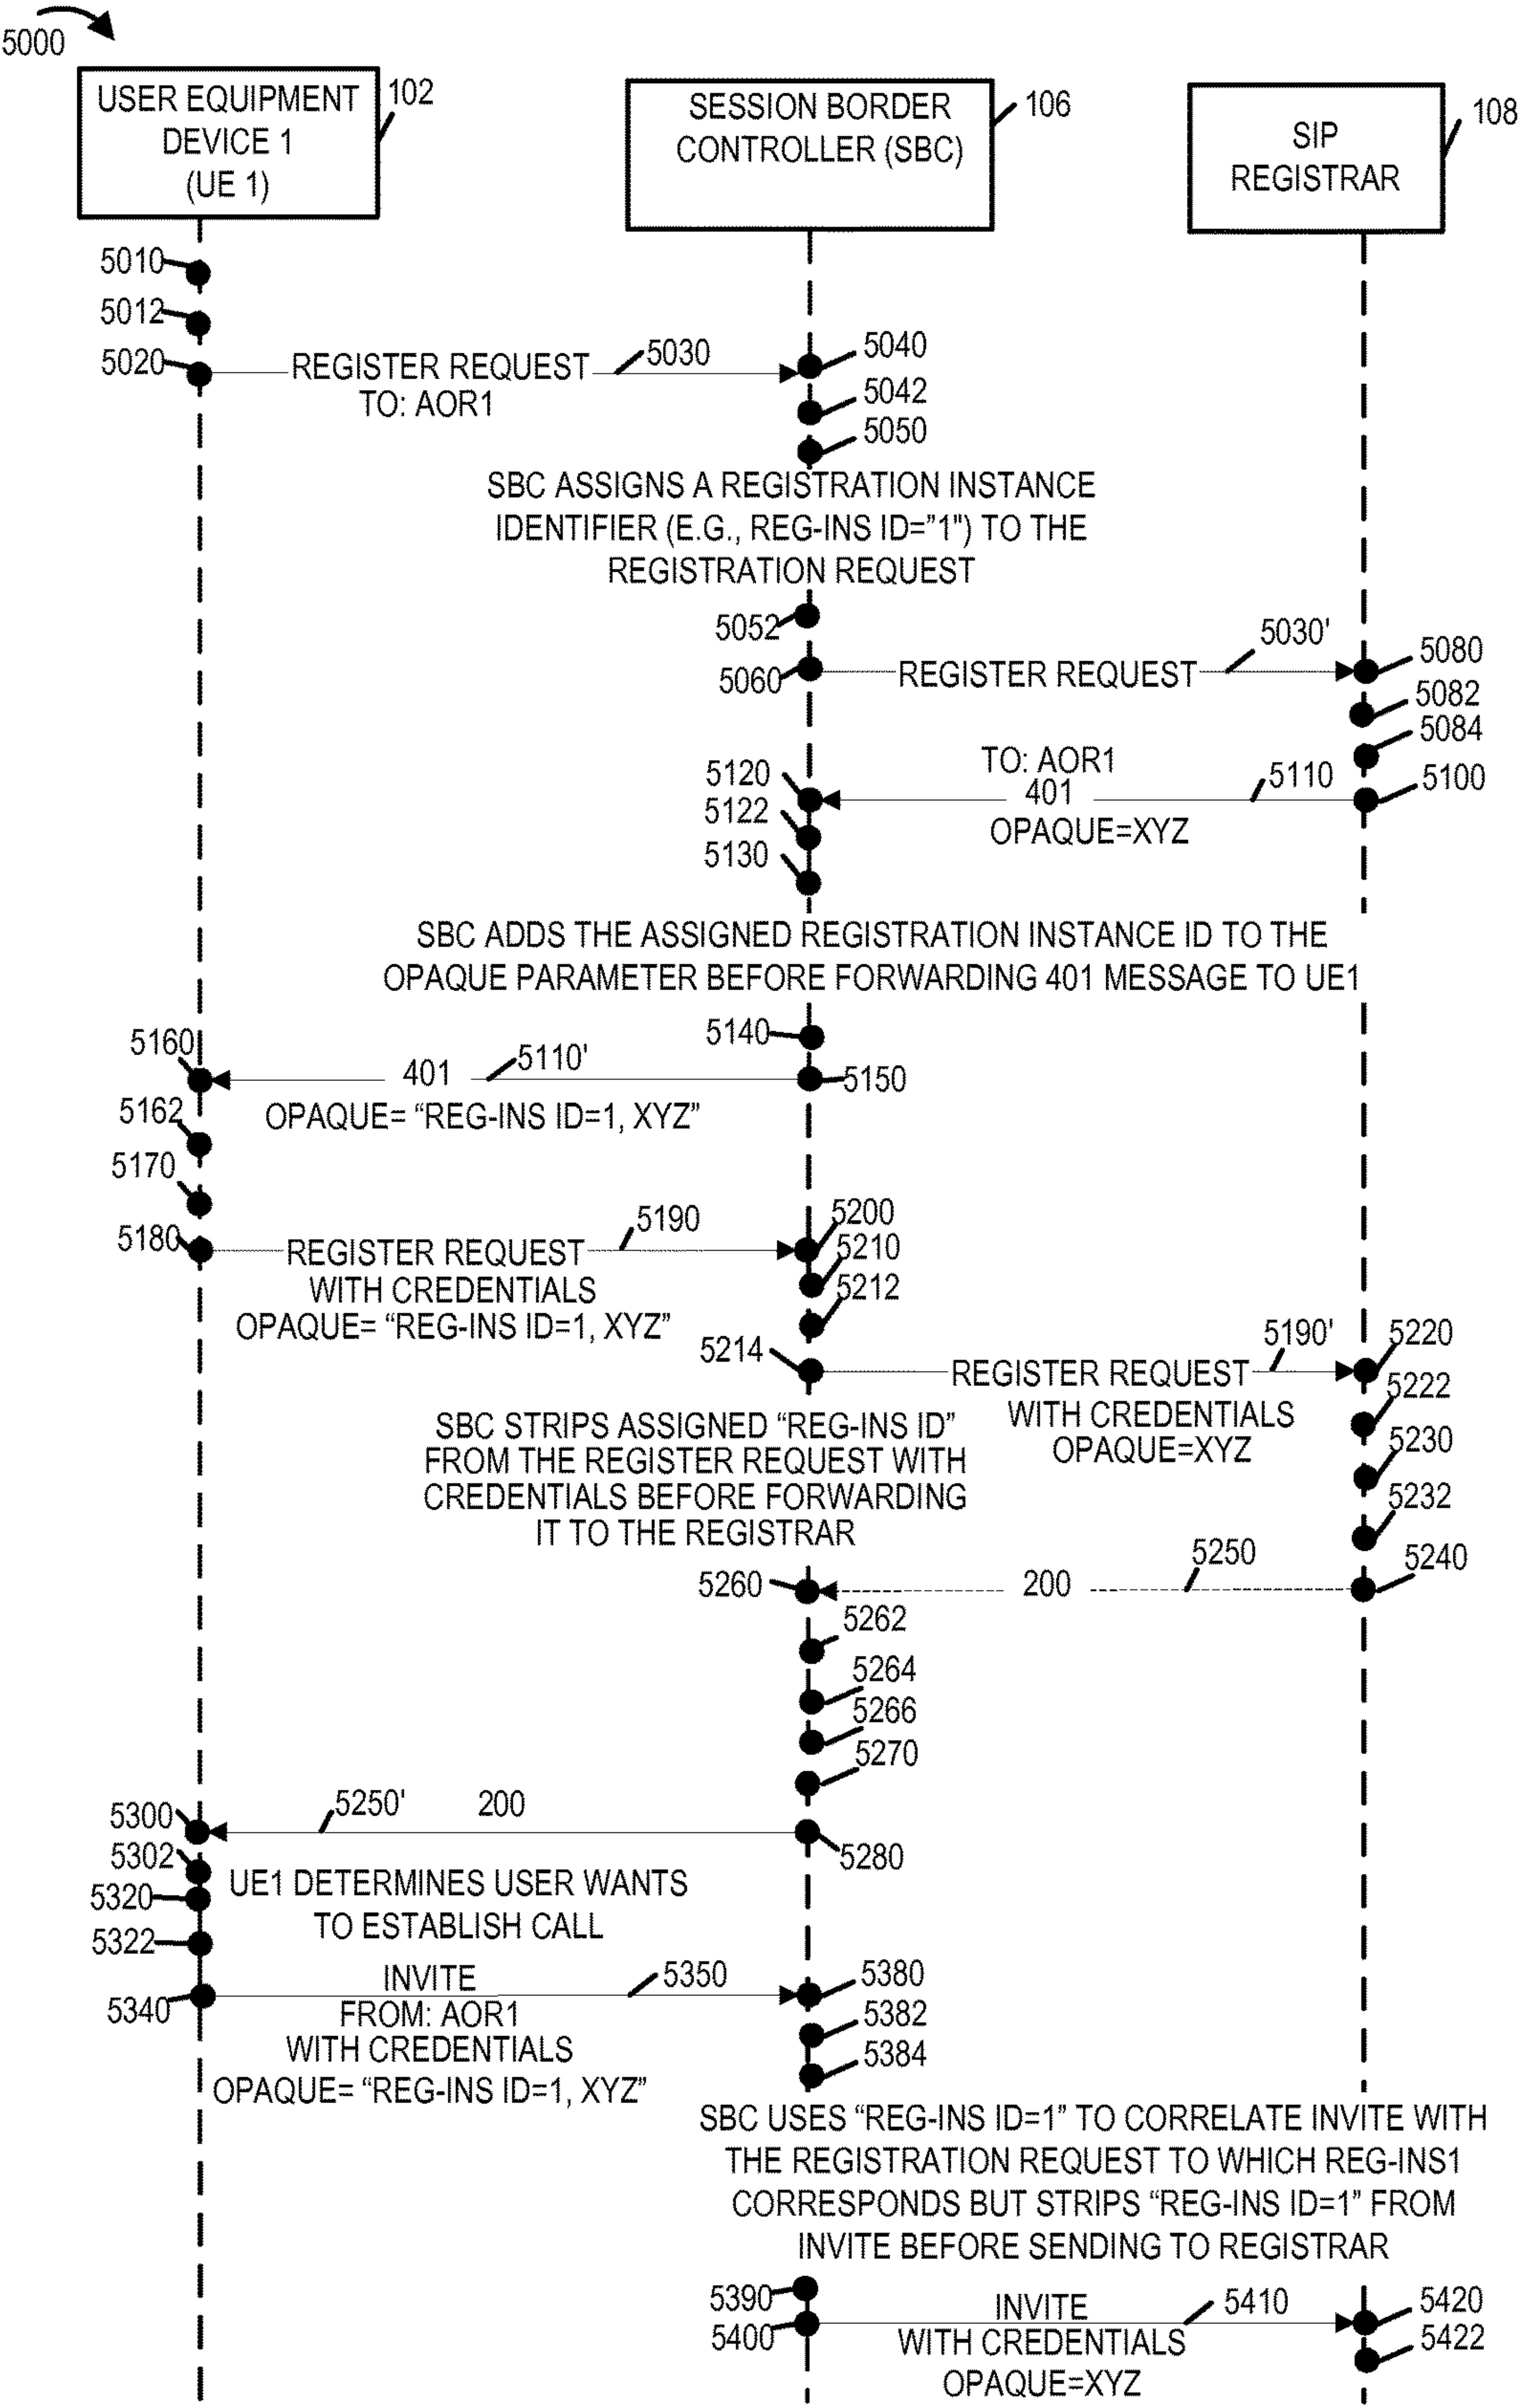 5000
USER EQUIPMENT
DEVICE 1
(UE 1)
102
SESSION BORDER
CONTROLLER (SBC)
106
SIP
REGISTRAR
108
5010
5012
5020
REGISTER REQUEST
TO: AOR1
5030
5040
5042
5050
SBC ASSIGNS A REGISTRATION INSTANCE
IDENTIFIER (E.G., REG-INS ID="1") TO THE
REGISTRATION REQUEST
5052
5060
REGISTER REQUEST
5030'
5080
5082
5084
5100
TO: AOR1
401
OPAQUE=XYZ
5110
5120
5122
5130
SBC ADDS THE ASSIGNED REGISTRATION INSTANCE ID TO THE
OPAQUE PARAMETER BEFORE FORWARDING 401 MESSAGE TO UE1
5140
5150
401
5110'
OPAQUE= “REG-INS ID=1, XYZ”
5160
5162
5170
5180
REGISTER REQUEST
WITH CREDENTIALS
OPAQUE= “REG-INS ID=1, XYZ”
5190
5200
5210
5212
5214
REGISTER REQUEST
WITH CREDENTIALS
OPAQUE=XYZ
5190'
5220
5222
5230
5232
5240
SBC STRIPS ASSIGNED “REG-INS ID”
FROM THE REGISTER REQUEST WITH
CREDENTIALS BEFORE FORWARDING
IT TO THE REGISTRAR
5250
200
5260
5262
5264
5266
5270
5280
5250'
200
5300
5302
5320
5322
UE1 DETERMINES USER WANTS
TO ESTABLISH CALL
5340
INVITE
FROM: AOR1
WITH CREDENTIALS
OPAQUE= “REG-INS ID=1, XYZ”
5350
5380
5382
5384
SBC USES “REG-INS ID=1” TO CORRELATE INVITE WITH
THE REGISTRATION REQUEST TO WHICH REG-INS1
CORRESPONDS BUT STRIPS “REG-INS ID=1” FROM
INVITE BEFORE SENDING TO REGISTRAR
5390
5400
INVITE
WITH CREDENTIALS
OPAQUE=XYZ
5410
5420
5422